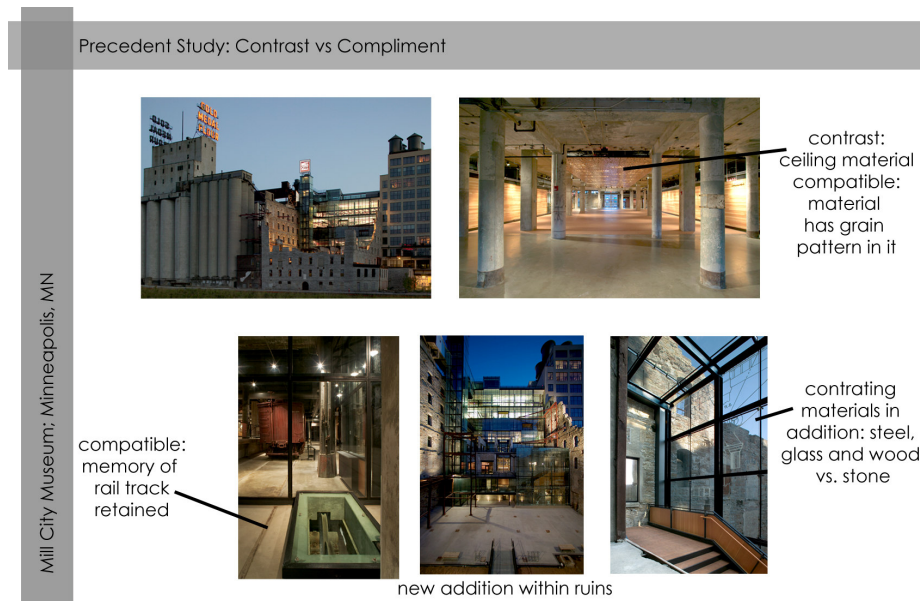 Precedent Study: Contrast vs Compliment
Mill City Museum; Minneapolis, MN
contrast:
ceiling material
compatible:
material
has grain
pattern in it
compatible:
memory of
rail track
retained
contrating
materials in
addition: steel,
glass and wood
vs. stone
new addition within ruins